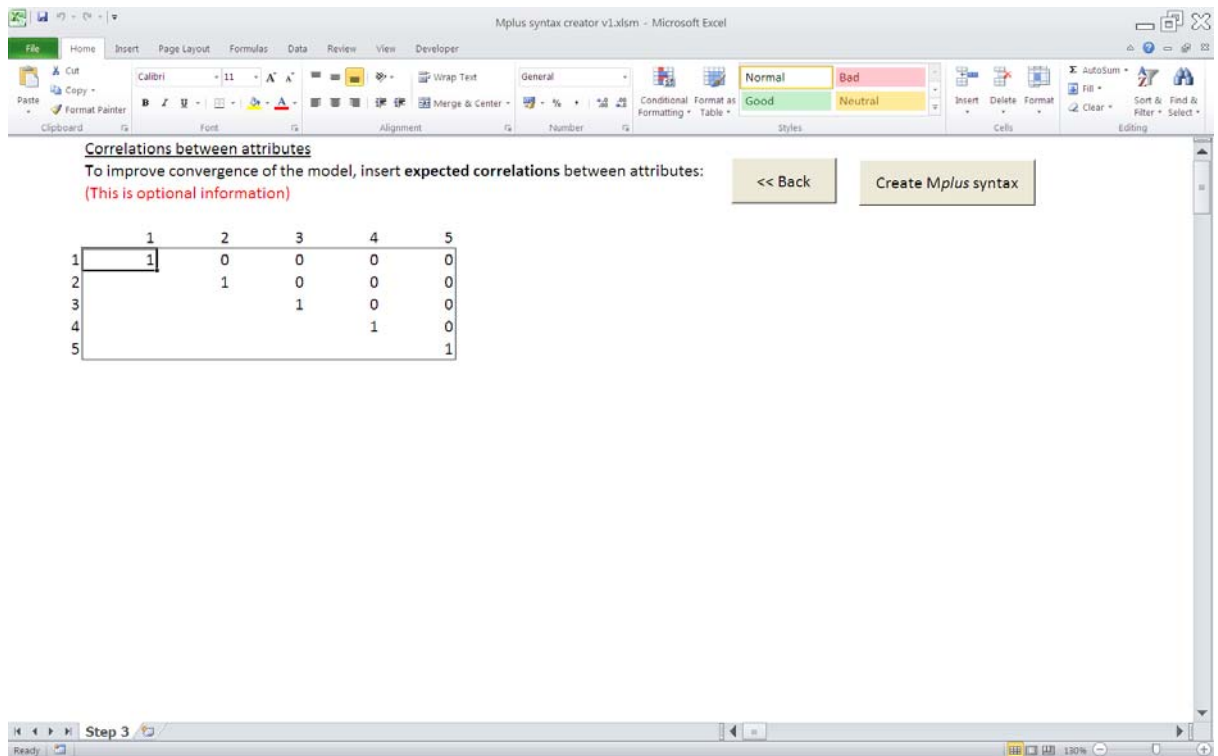 Mplus syntax creator v1.xlsm - Microsoft Excel
File Home Insert Page Layout Formulas Data Review View Developer
Cut
Copy
Format Painter
Paste
Calibri 11
Wrap Text
Merge & Center
General
Conditional Formatting
Format as Table
Normal Bad
Good Neutral
Insert Delete Format
AutoSum
Fill
Clear
Sort & Filter
Find & Select
Clipboard Font Alignment Number Styles Cells Editing
Correlations between attributes
To improve convergence of the model, insert expected correlations between attributes:
(This is optional information)
<< Back
Create Mplus syntax
1 2 3 4 5
1 1 0 0 0 0
2 1 0 0 0
3 1 0 0
4 1 0
5 1
Step 3
Ready 130%